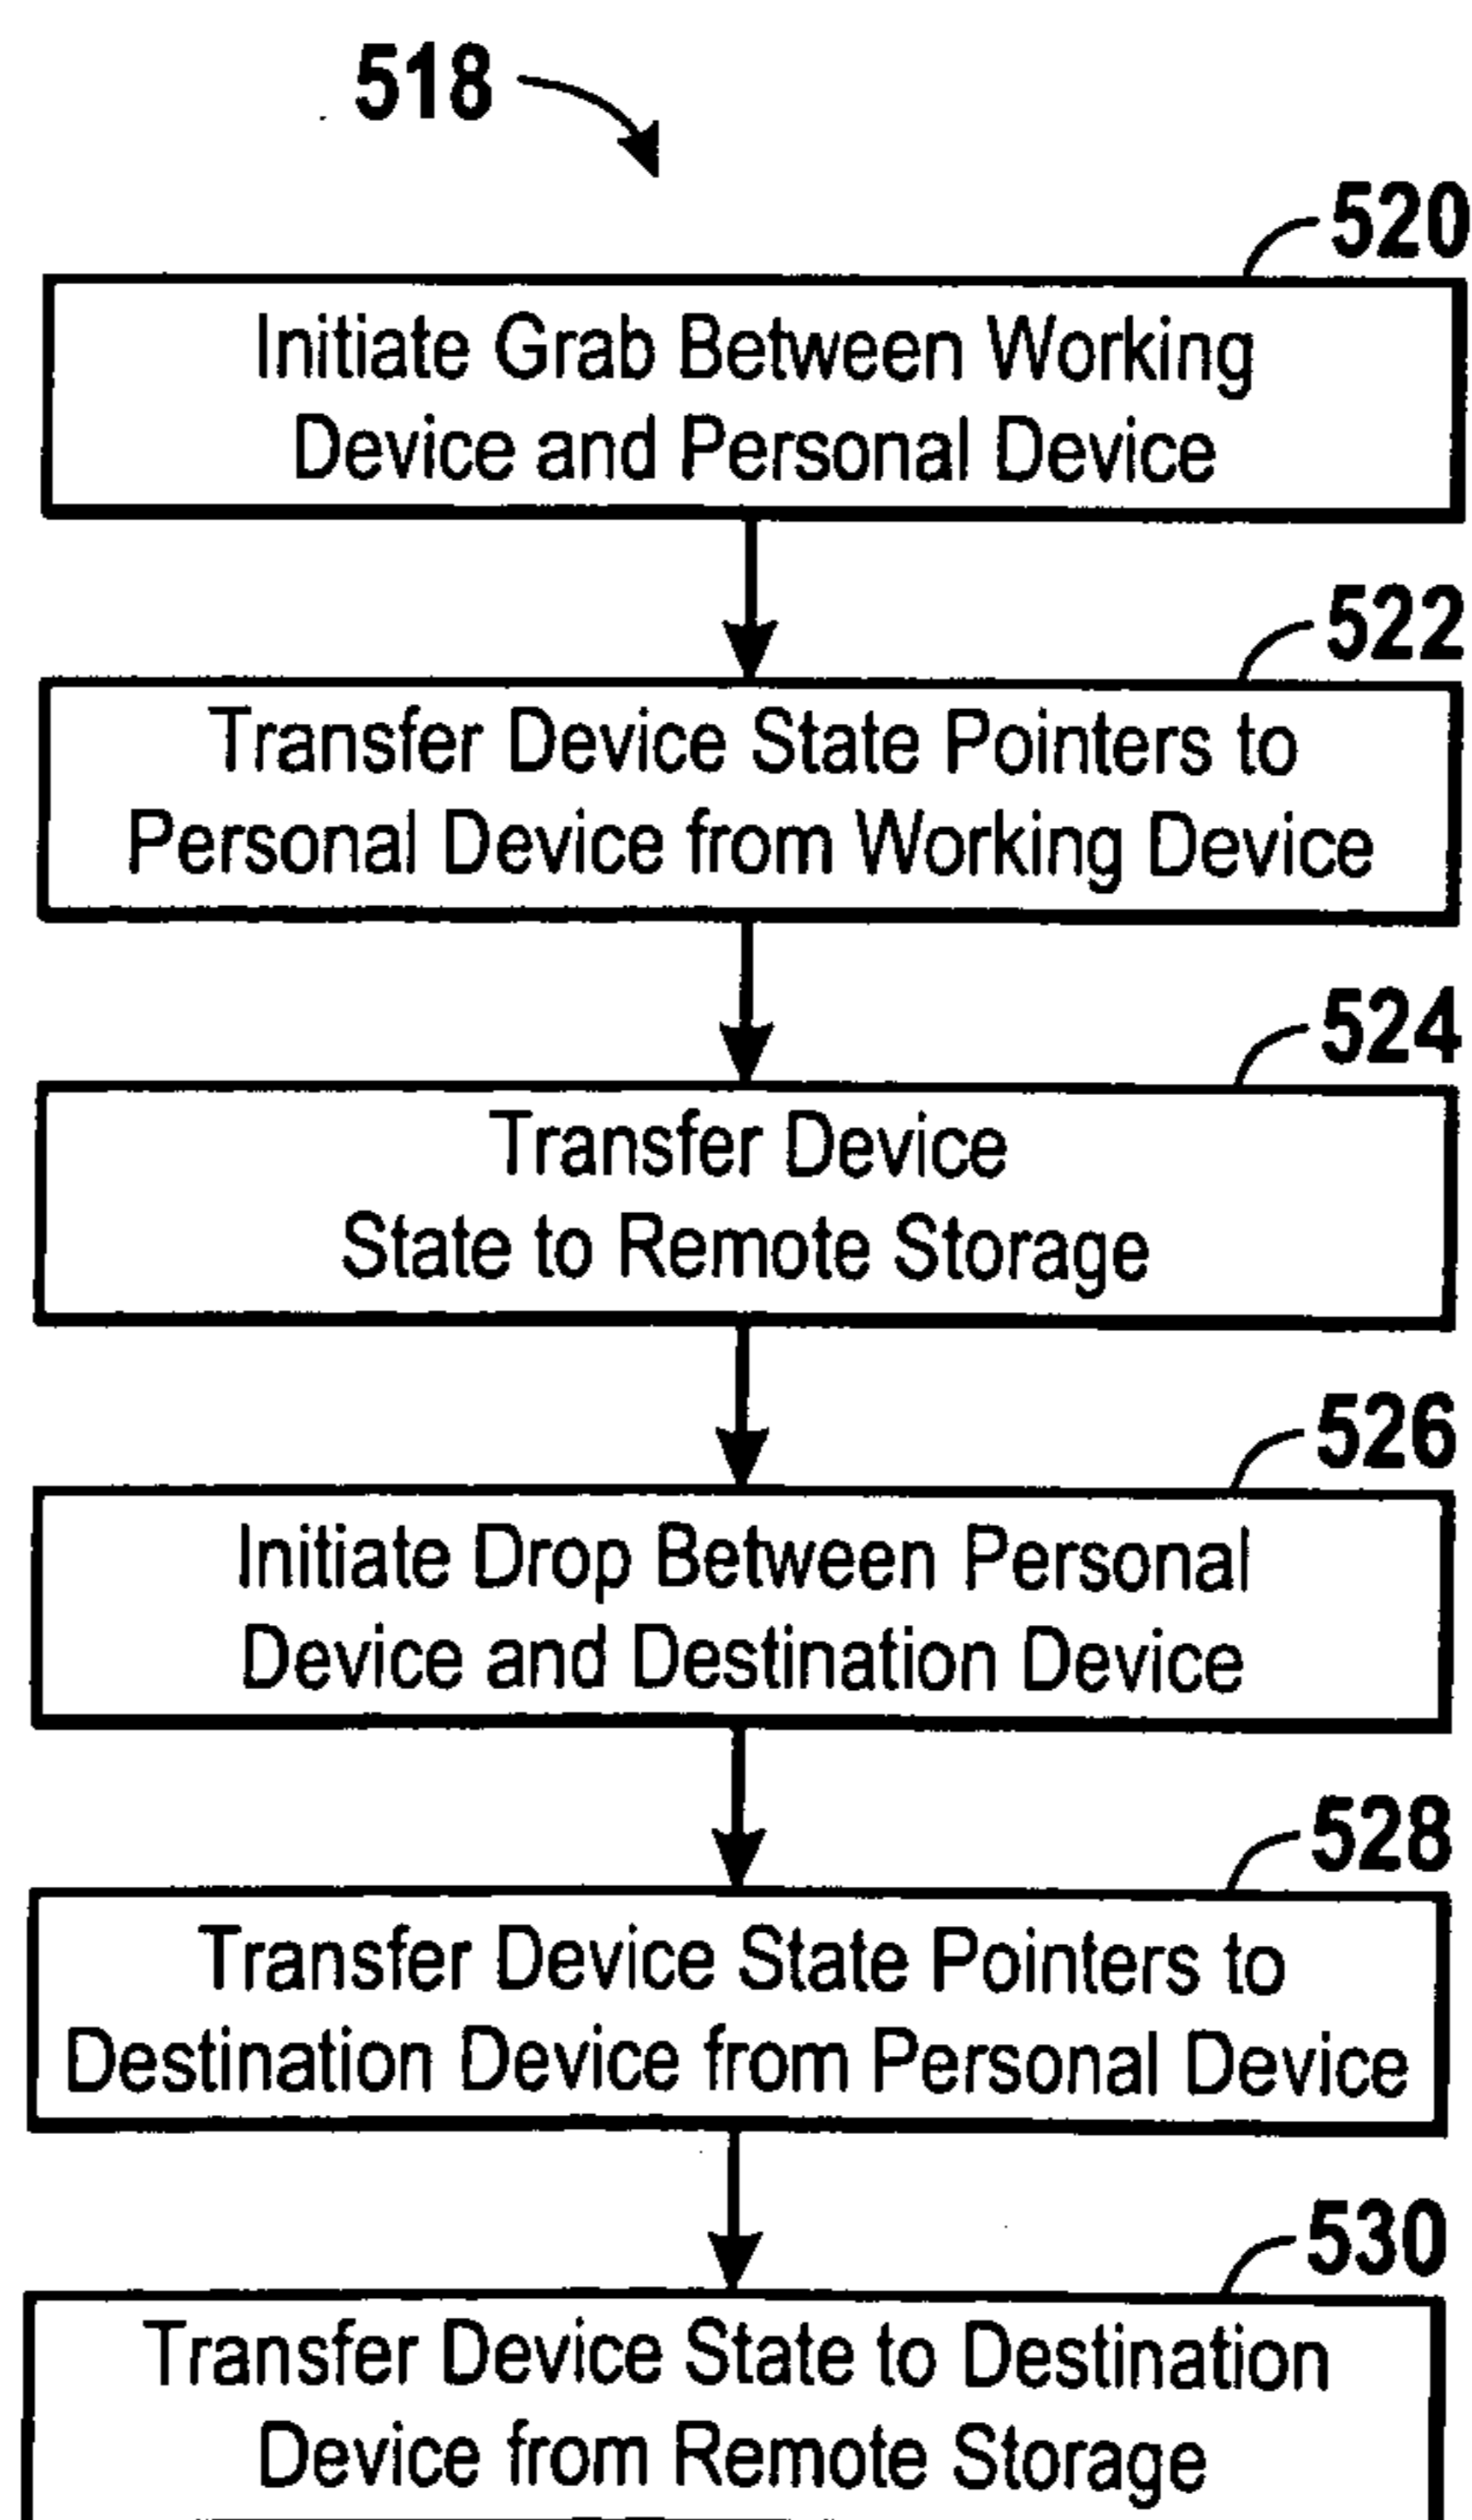 518
520
Initiate Grab Between Working
Device and Personal Device
522
Transfer Device State Pointers to
Personal Device from Working Device
524
Transfer Device
State to Remote Storage
526
Initiate Drop Between Personal
Device and Destination Device
528
Transfer Device State Pointers to
Destination Device from Personal Device
530
Transfer Device State to Destination
Device from Remote Storage